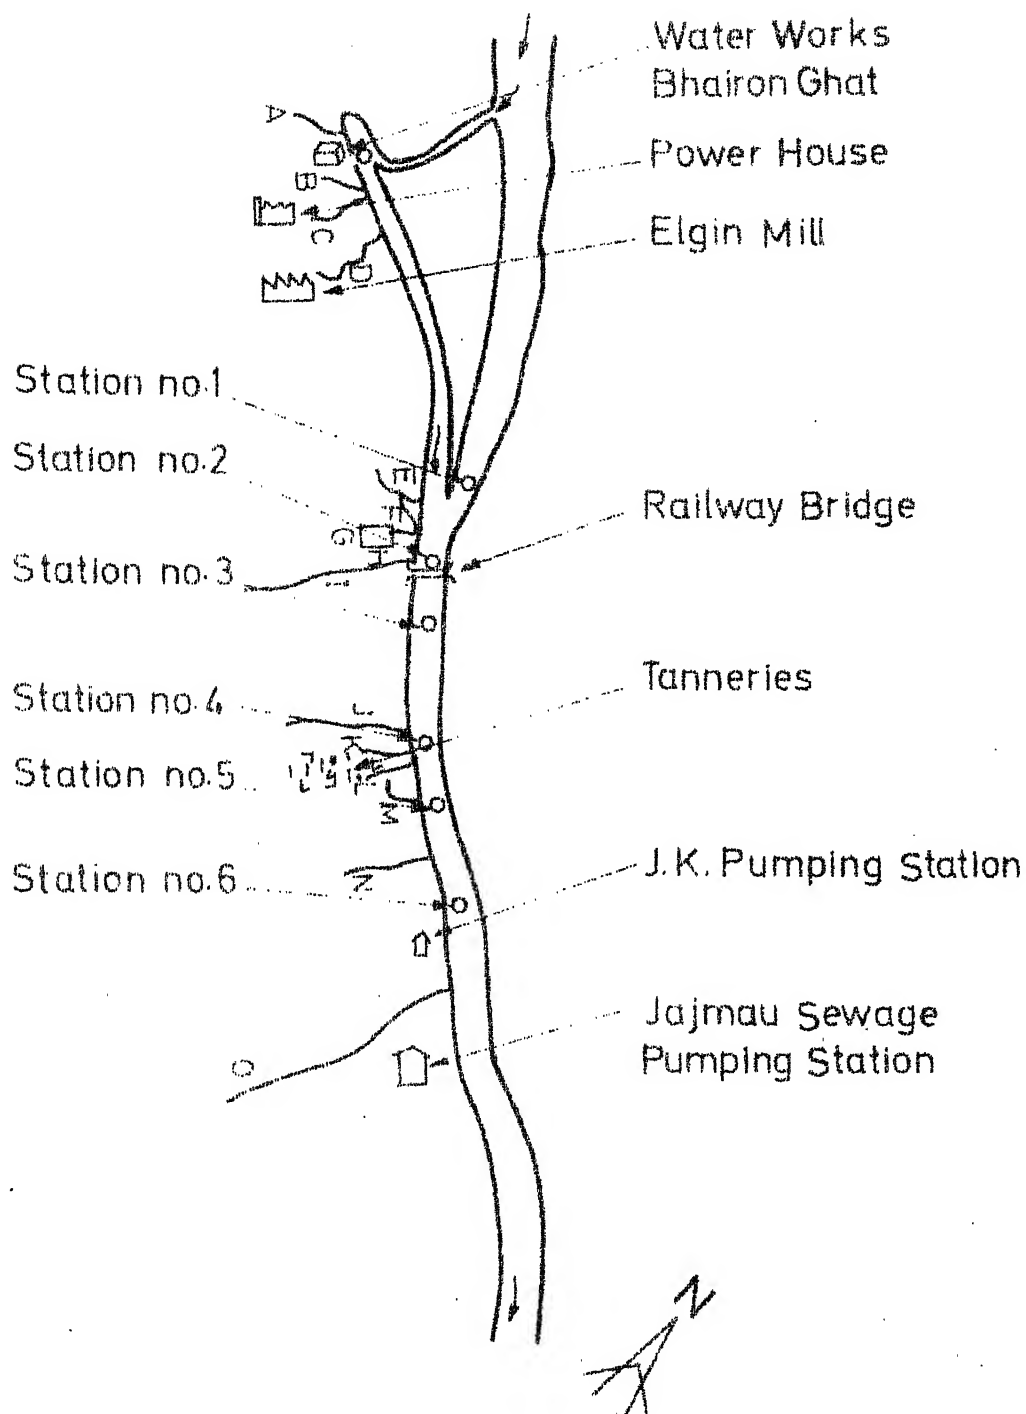 Water Works
Bhairon Ghat
A
Power House
B
C
Elgin Mill
D
Station no.1
Station no.2
E
F
Railway Bridge
G
H
Station no.3
I
Tanneries
Station no.4
J
K
Station no.5
L
M
J.K. Pumping Station
Station no.6
N
Jajmau Sewage
Pumping Station
O
N